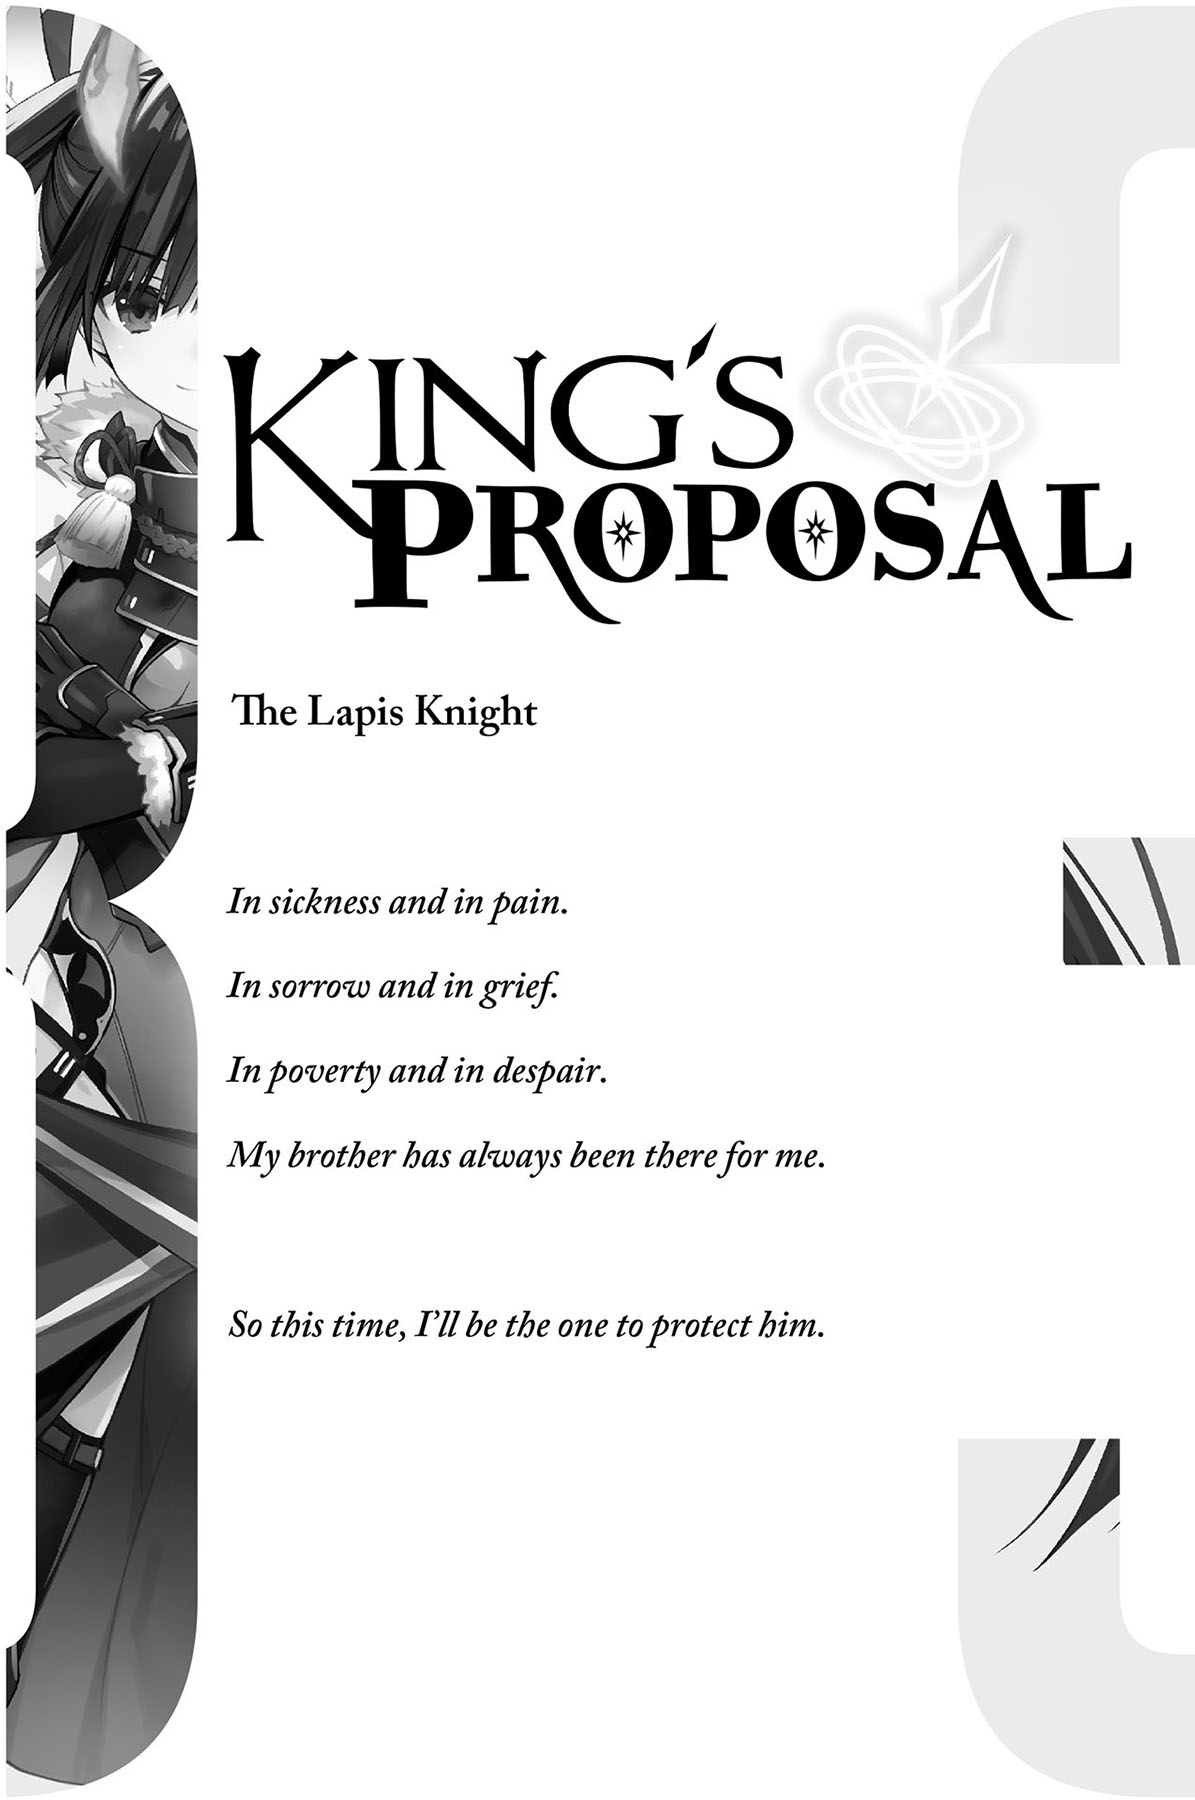 KING'S
PROPOSAL
The Lapis Knight
In sickness and in pain.
In sorrow and in grief.
In poverty and in despair.
My brother has always been there for me.
So this time, I'll be the one to protect him.